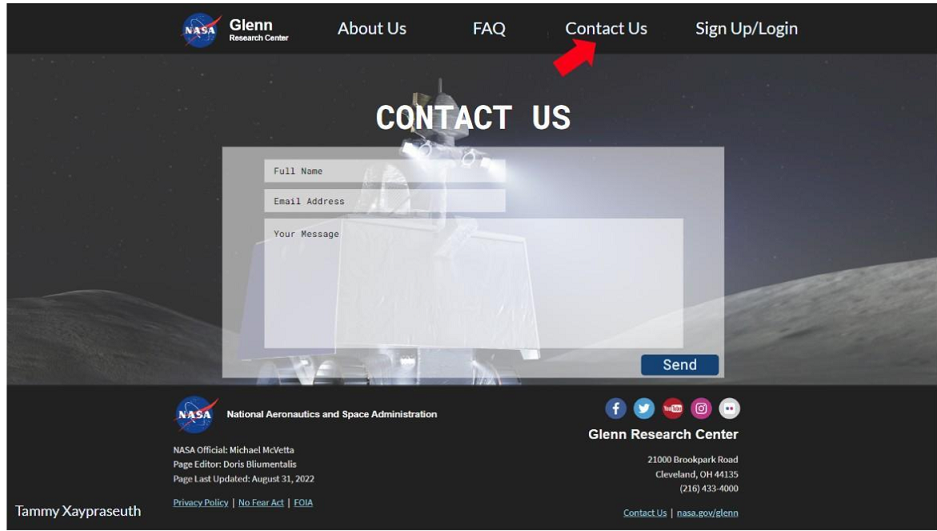 NASA
Glenn
Research Center
About Us
FAQ
Contact Us
Sign Up/Login
CONTACT US
Full Name
Email Address
Your Message
Send
NASA
National Aeronautics and Space Administration
NASA Official: Michael McVetta
Page Editor: Doris Bliumentalis
Page Last Updated: August 31, 2022
Privacy Policy | No Fear Act | FOIA
YouTube
Glenn Research Center
21000 Brookpark Road
Cleveland, OH 44135
(216) 433-4000
Contact Us | nasa.gov/glenn
Tammy Xaypraseuth